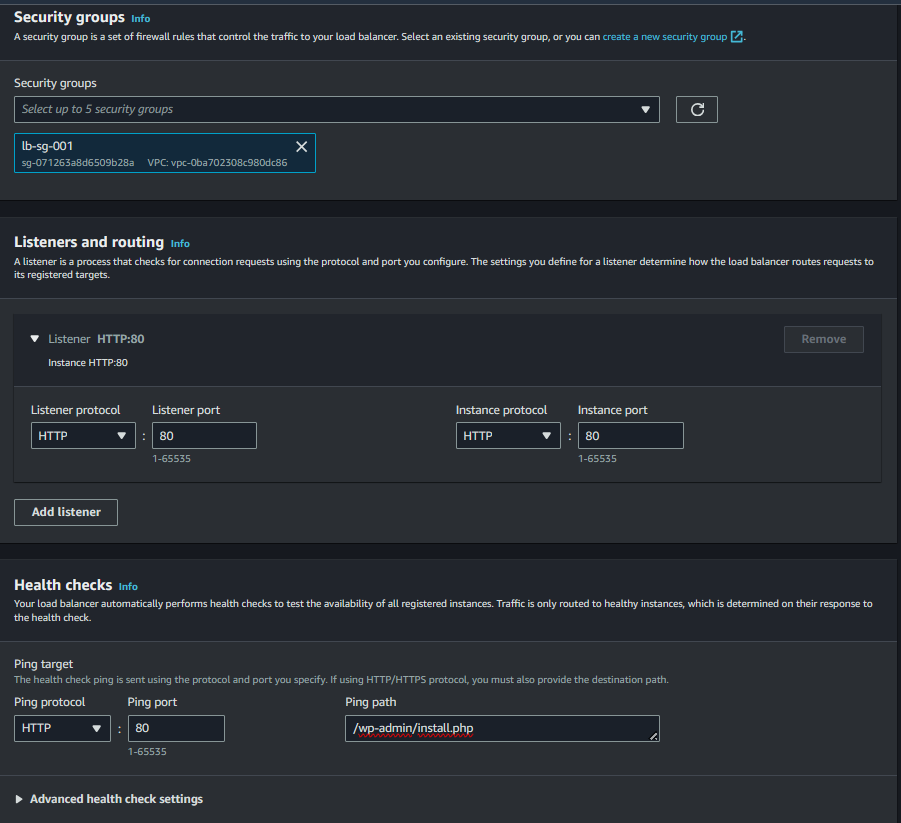 Security groups Info
A security group is a set of firewall rules that control the traffic to your load balancer. Select an existing security group, or you can create a new security group.
Security groups
Select up to 5 security groups
lb-sg-001
sg-071263a8d6509b28a VPC: vpc-0ba702308c980dc86
Listeners and routing Info
A listener is a process that checks for connection requests using the protocol and port you configure. The settings you define for a listener determine how the load balancer routes requests to
its registered targets.
Listener HTTP:80
Remove
Instance HTTP:80
Listener protocol Listener port Instance protocol Instance port
HTTP : 80 HTTP : 80
1-65535 1-65535
Add listener
Health checks Info
Your load balancer automatically performs health checks to test the availability of all registered instances. Traffic is only routed to healthy instances, which is determined on their response to
the health check.
Ping target
The health check ping is sent using the protocol and port you specify. If using HTTP/HTTPS protocol, you must also provide the destination path.
Ping protocol Ping port Ping path
HTTP : 80 /wp-admin/install.php
1-65535
Advanced health check settings